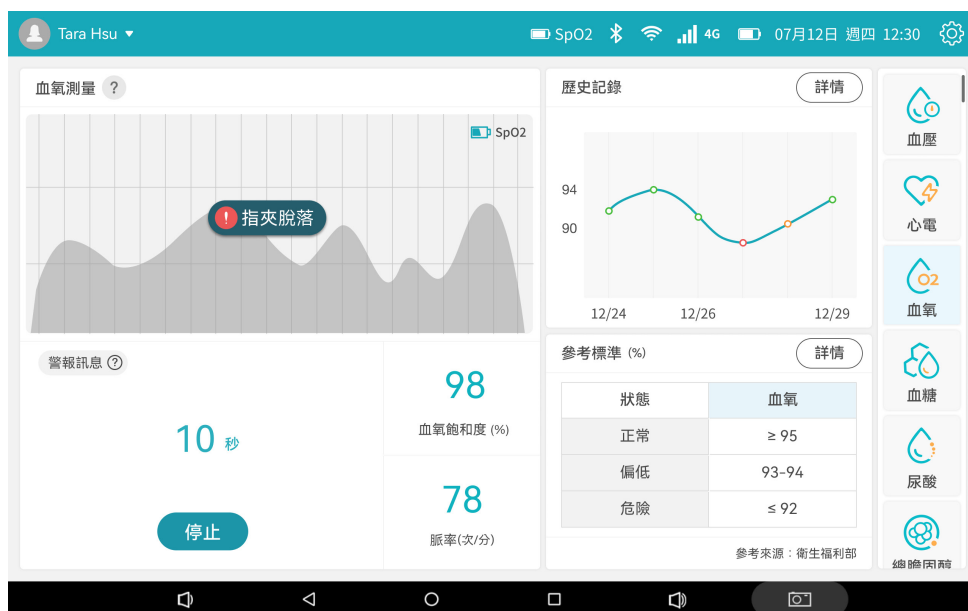 Tara Hsu
SpO2 4G 07月12日 週四 12:30
血氧測量 ?
SpO2
! 指夾脫落
警報訊息 ?
10 秒
停止
98
血氧飽和度 (%)
78
脈率(次/分)
歷史記錄 詳情
94
90
12/24 12/26 12/29
參考標準 (%) 詳情
狀態 血氧
正常 ≥ 95
偏低 93-94
危險 ≤ 92
參考來源：衛生福利部
血壓
心電
O2
血氧
血糖
尿酸
總膽固醇